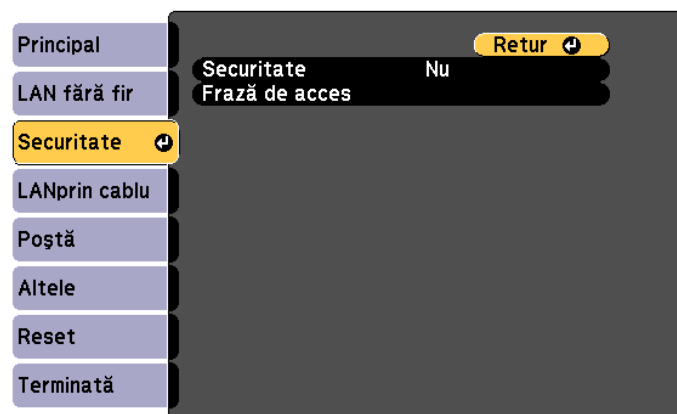 Principal
LAN fără fir
Securitate
LANprin cablu
Poştă
Altele
Reset
Terminată
Retur
Securitate Nu
Frază de acces